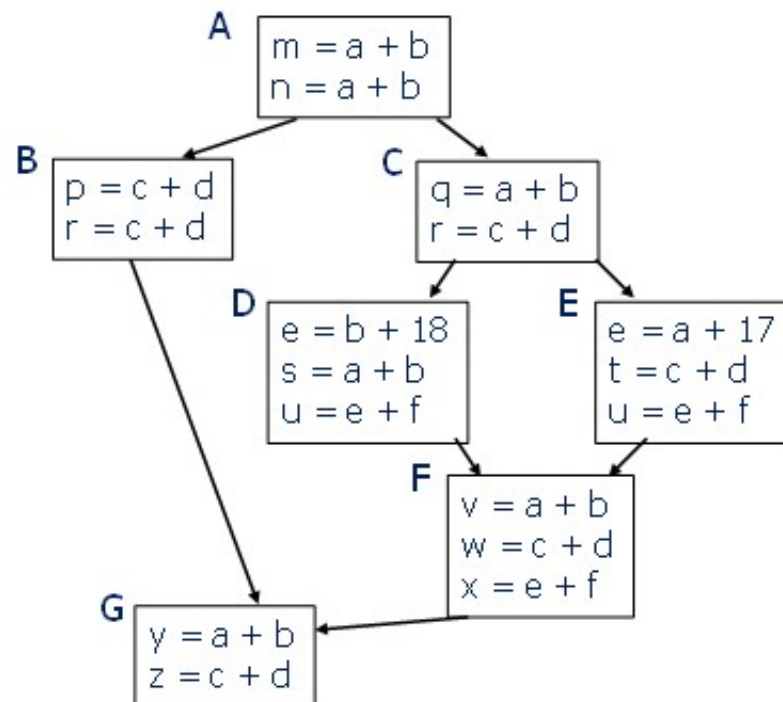 A
m = a + b
n = a + b
B
p = c + d
r = c + d
C
q = a + b
r = c + d
D
e = b + 18
s = a + b
u = e + f
E
e = a + 17
t = c + d
u = e + f
F
v = a + b
w = c + d
x = e + f
G
y = a + b
z = c + d